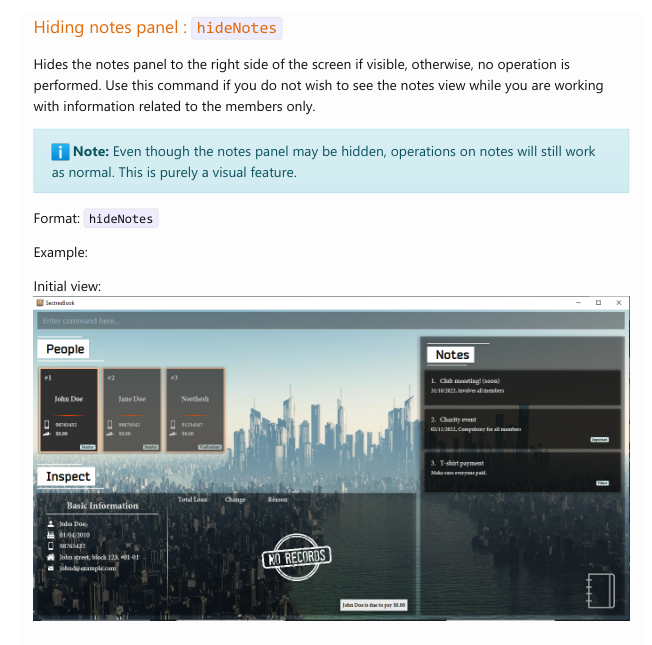 Hiding notes panel : hideNotes
Hides the notes panel to the right side of the screen if visible, otherwise, no operation is
performed. Use this command if you do not wish to see the notes view while you are working
with information related to the members only.
Note: Even though the notes panel may be hidden, operations on notes will still work
as normal. This is purely a visual feature.
Format: hideNotes
Example:
Initial view:
SectresBook
Enter command here...
People
#1
John Doe
98765432
$0.00
#2
Jane Doe
98765432
$0.00
#3
Neethesh
$0.00
Notes
1. Club meeting! (soon)
31/10/2022, Involves all members
2. Charity event
02/11/2022, Compulsory for all members
3. T-shirt payment
Make sure everyone paid.
Inspect
Basic Information
John Doe
01/04/2010
98765432
John street, block 123, #01-01
johnd@example.com
Total Loan Change Reason
NO RECORDS
John Doe is due to pay $0.00